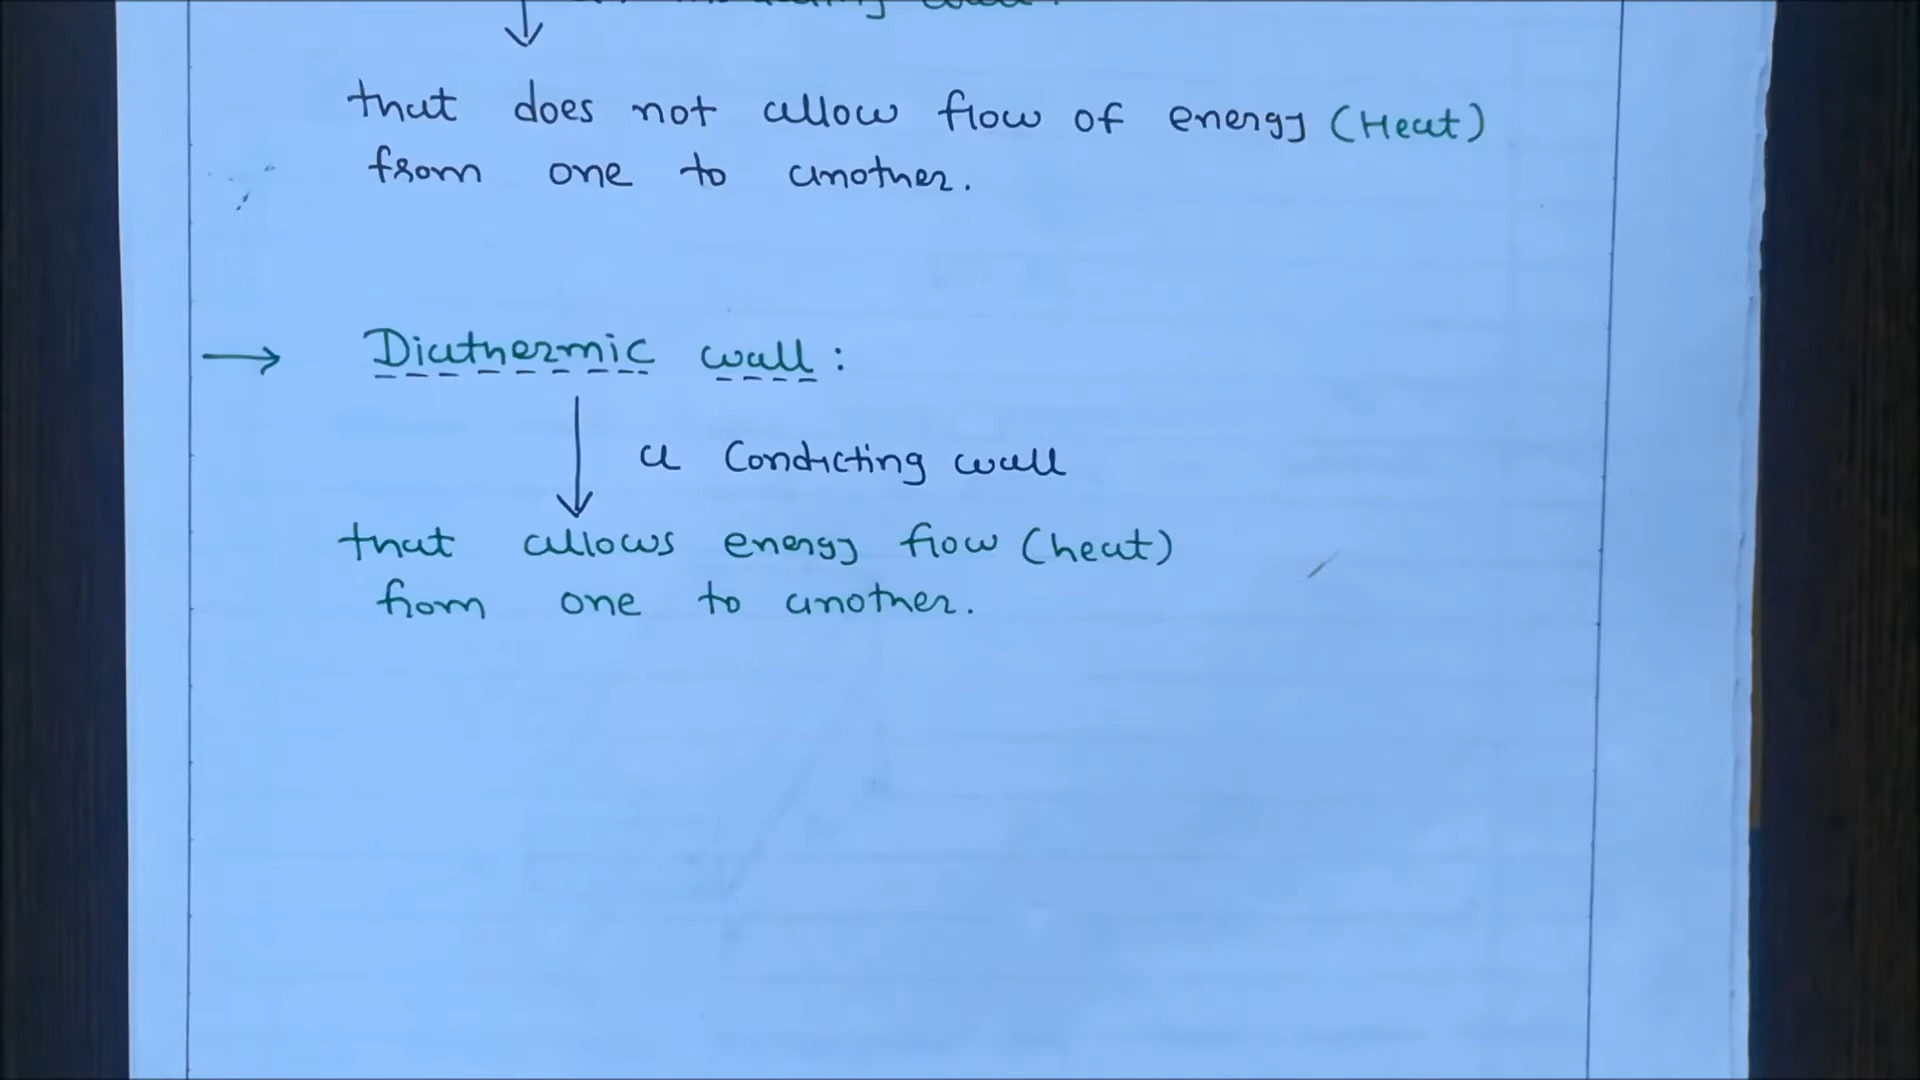 that does not allow flow of energy (Heat)
from one to another.
→ Diathermic wall :
a Conducting wall
that allows energy flow (heat)
from one to another.